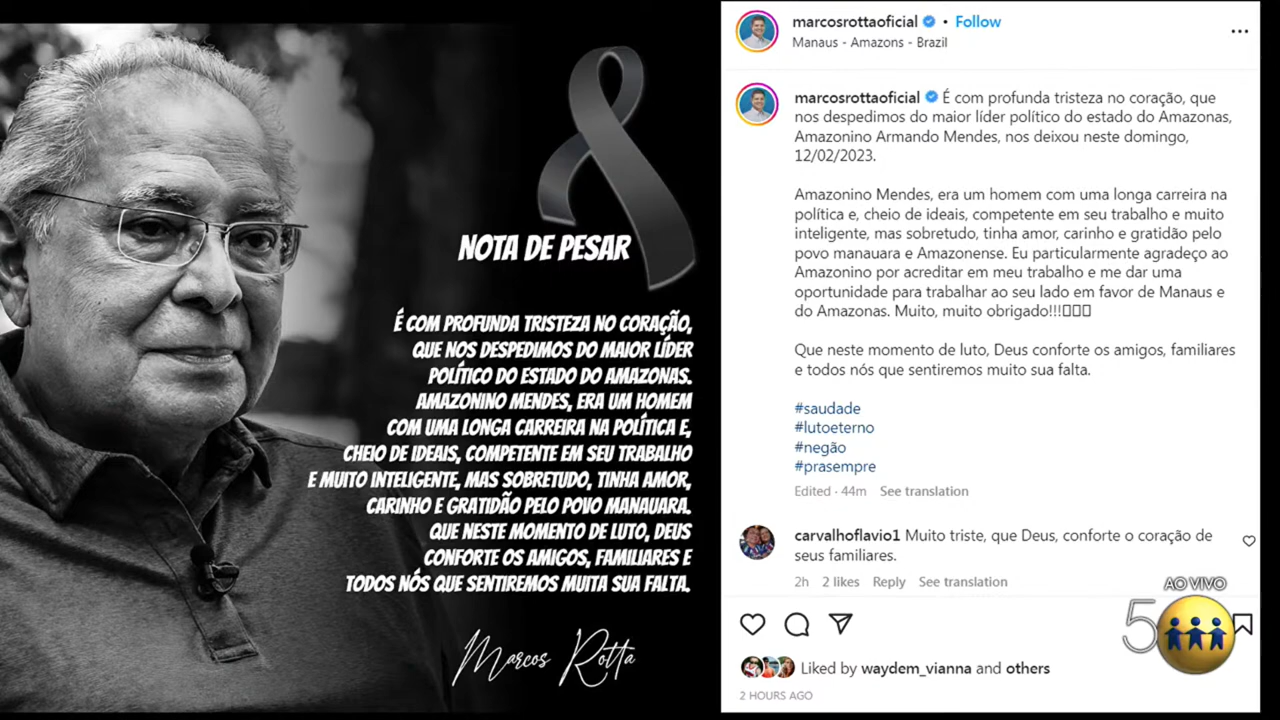 NOTA DE PESAR
É COM PROFUNDA TRISTEZA NO CORAÇÃO,
QUE NOS DESPEDIMOS DO MAIOR LÍDER
POLÍTICO DO ESTADO DO AMAZONAS.
AMAZONINO MENDES, ERA UM HOMEM
COM UMA LONGA CARREIRA NA POLÍTICA E,
CHEIO DE IDEAIS, COMPETENTE EM SEU TRABALHO
E MUITO INTELIGENTE, MAS SOBRETUDO, TINHA AMOR,
CARINHO E GRATIDÃO PELO POVO MANAUARA.
QUE NESTE MOMENTO DE LUTO, DEUS
CONFORTE OS AMIGOS, FAMILIARES E
TODOS NÓS QUE SENTIREMOS MUITA SUA FALTA.
Marcos Rotta
marcosrottaoficial • Follow
Manaus - Amazons - Brazil
marcosrottaoficial É com profunda tristeza no coração, que
nos despedimos do maior líder político do estado do Amazonas,
Amazonino Armando Mendes, nos deixou neste domingo,
12/02/2023.
Amazonino Mendes, era um homem com uma longa carreira na
política e, cheio de ideais, competente em seu trabalho e muito
inteligente, mas sobretudo, tinha amor, carinho e gratidão pelo
povo manauara e Amazonense. Eu particularmente agradeço ao
Amazonino por acreditar em meu trabalho e me dar uma
oportunidade para trabalhar ao seu lado em favor de Manaus e
do Amazonas. Muito, muito obrigado!!!
Que neste momento de luto, Deus conforte os amigos, familiares
e todos nós que sentiremos muito sua falta.
#saudade
#lutoeterno
#negão
#prasempre
Edited · 44m See translation
carvalhoflavio1 Muito triste, que Deus, conforte o coração de
seus familiares.
2h 2 likes Reply See translation
AO VIVO
50
Liked by waydem_vianna and others
2 HOURS AGO